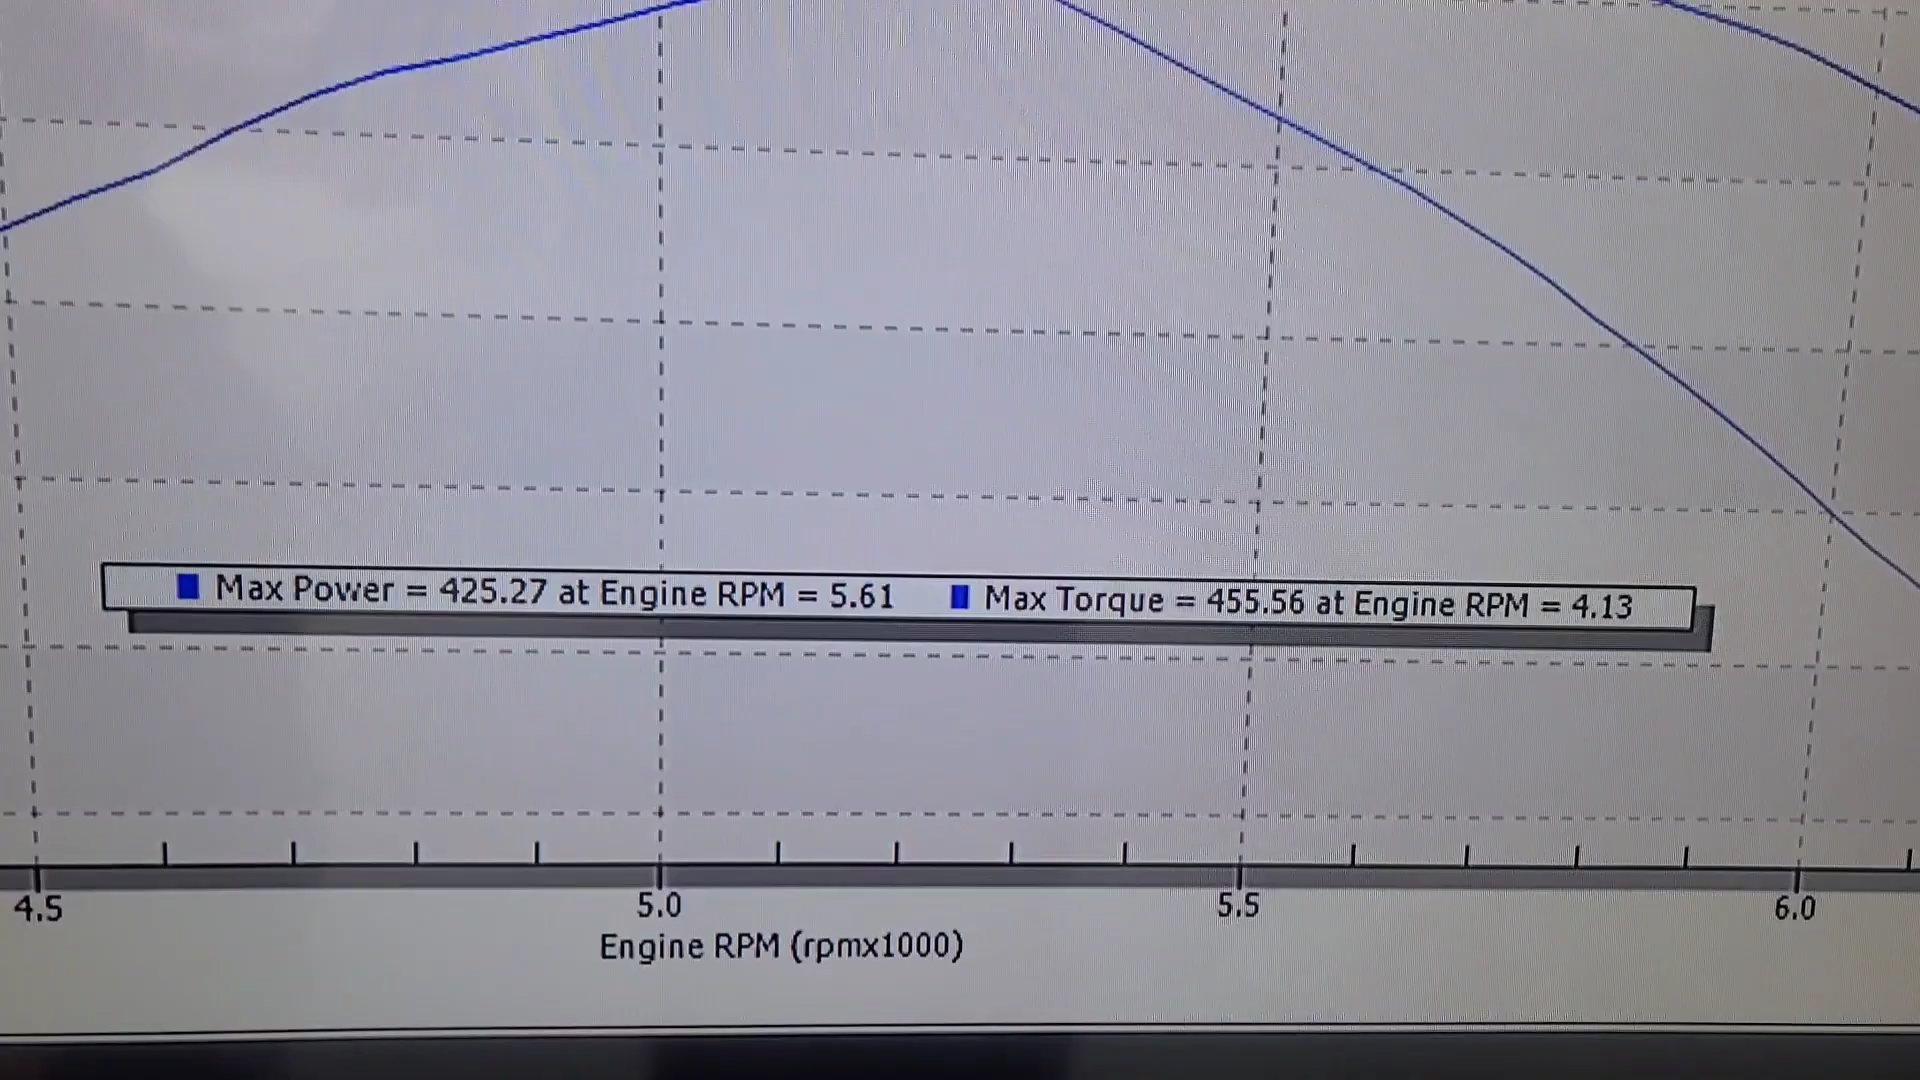 Max Power = 425.27 at Engine RPM = 5.61 Max Torque = 455.56 at Engine RPM = 4.13
4.5 5.0 5.5 6.0
Engine RPM (rpmx1000)